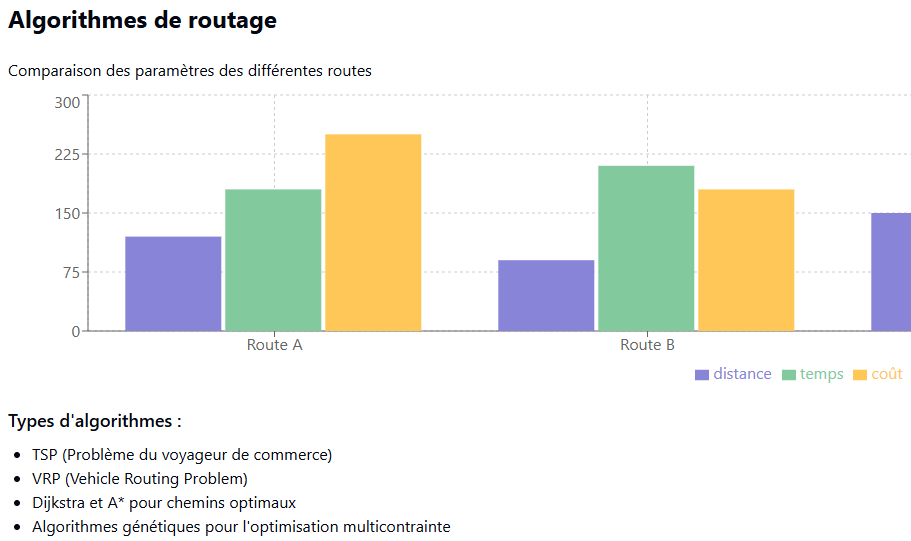 Algorithmes de routage
Comparaison des paramètres des différentes routes
300
225
150
75
0
Route A
Route B
distance
temps
coût
Types d'algorithmes :
TSP (Problème du voyageur de commerce)
VRP (Vehicle Routing Problem)
Dijkstra et A* pour chemins optimaux
Algorithmes génétiques pour l'optimisation multicontrainte